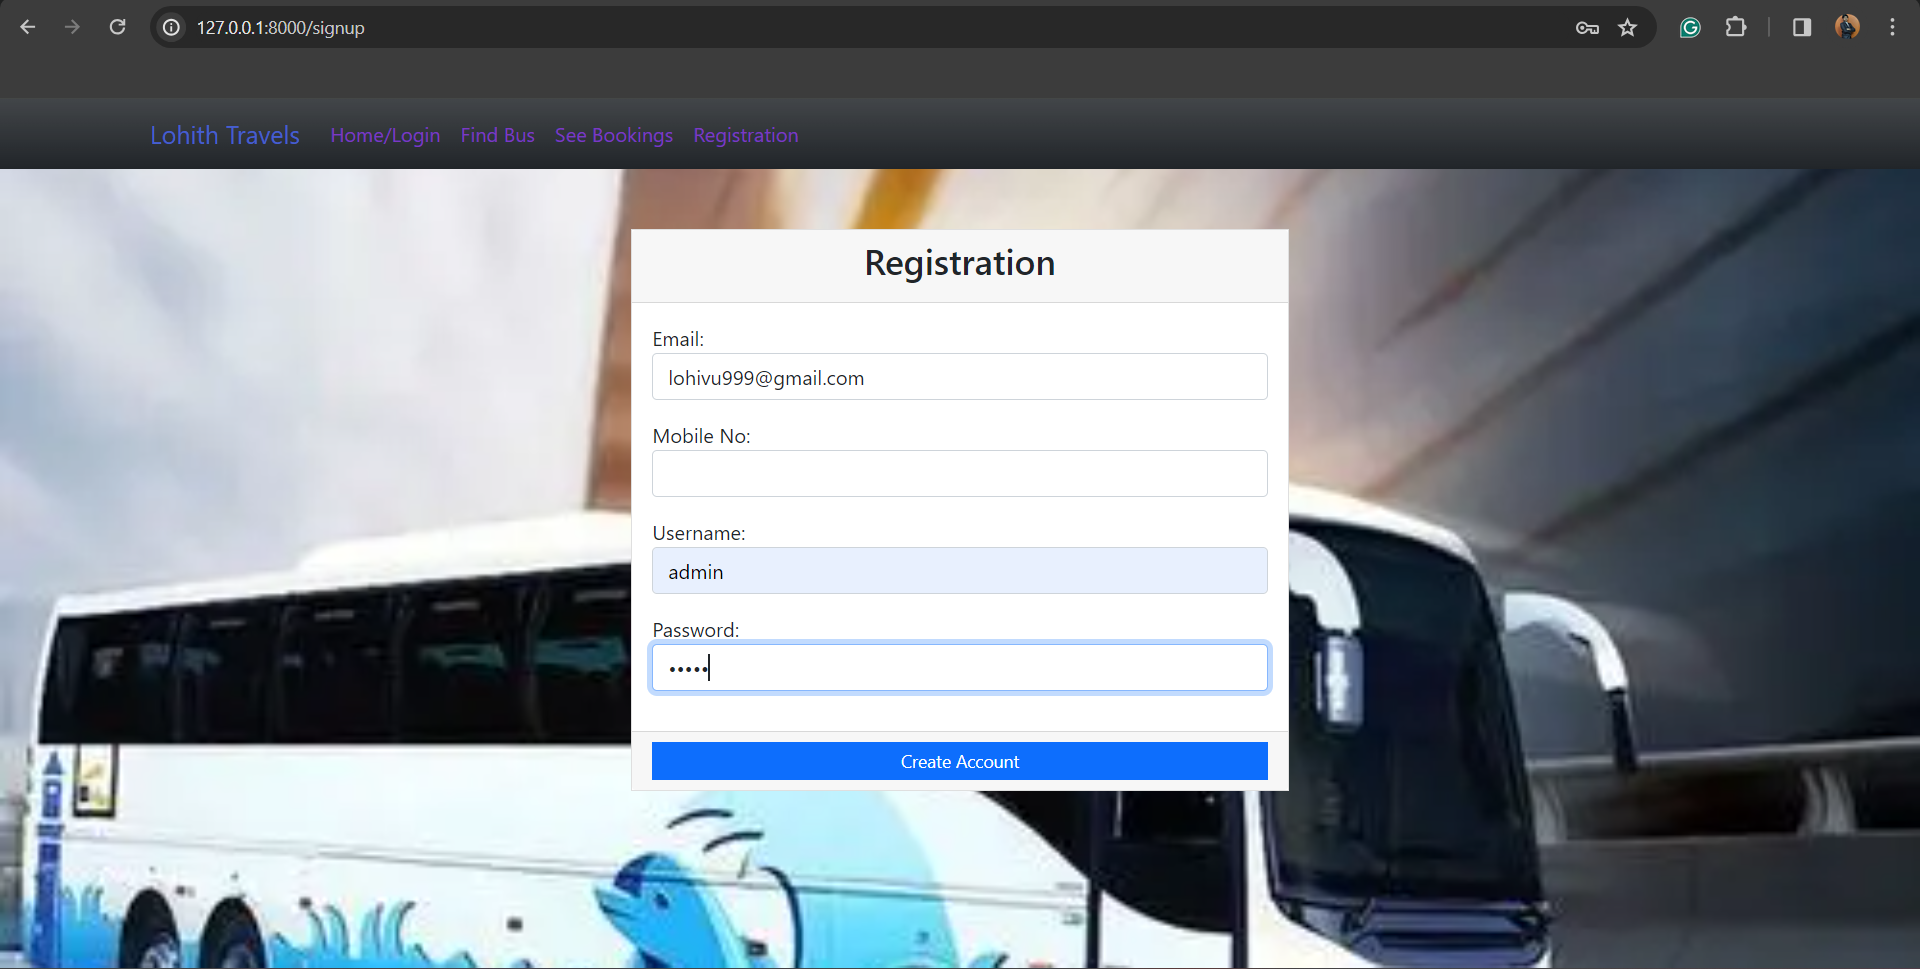 127.0.0.1:8000/signup
Lohith Travels Home/Login Find Bus See Bookings Registration
Registration
Email:
lohivu999@gmail.com
Mobile No:
Username:
admin
Password:
•••••
Create Account